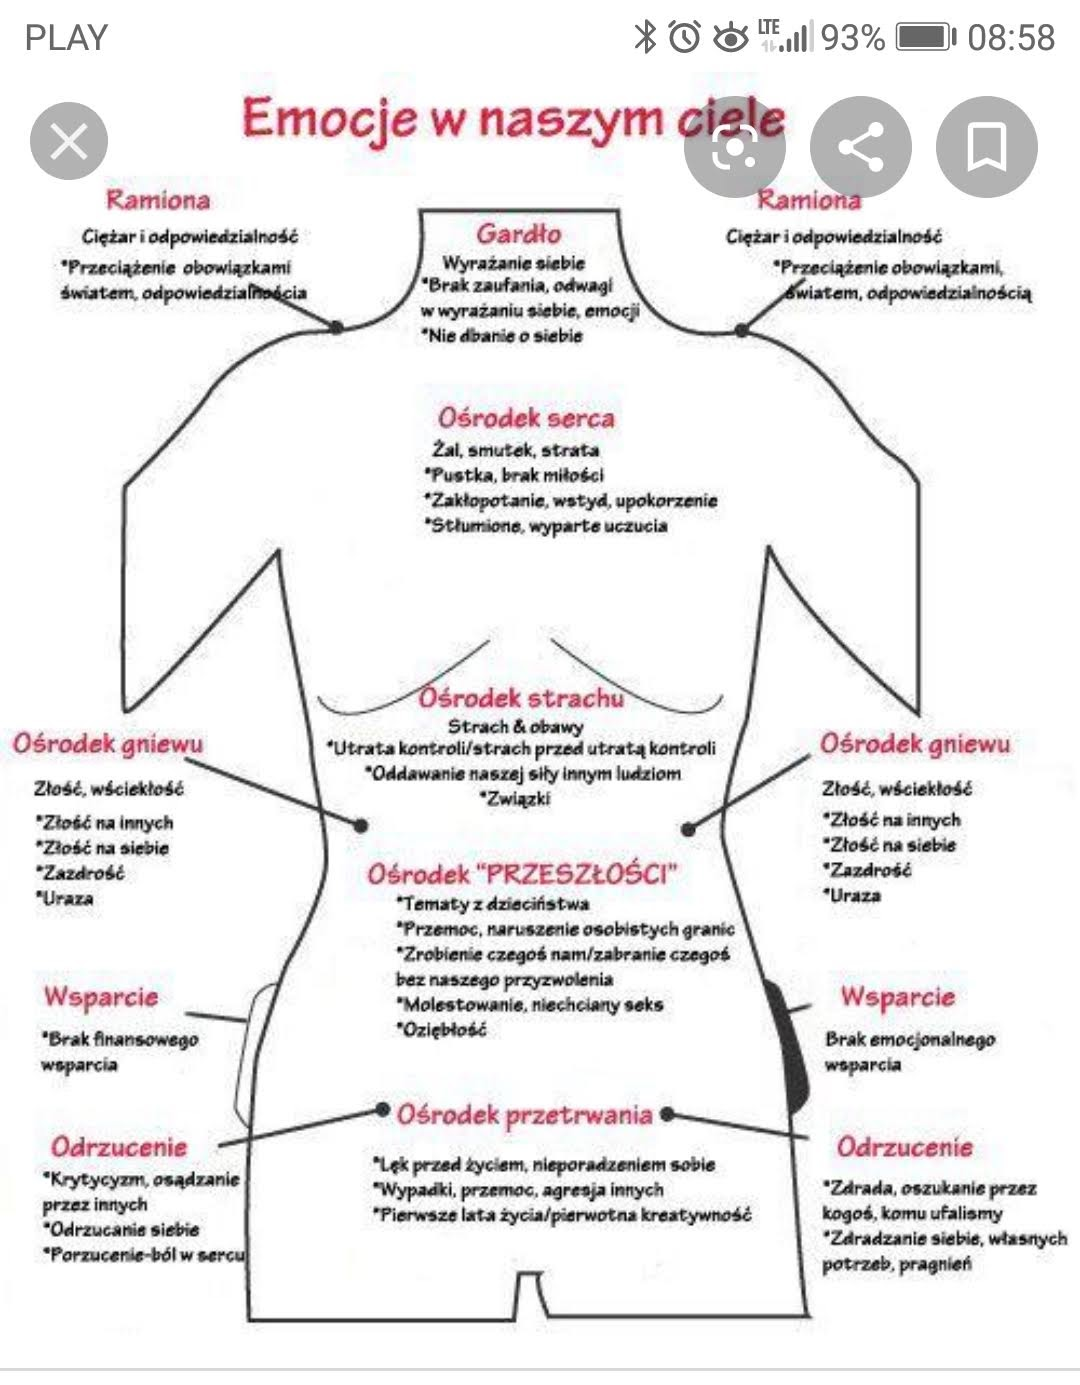 PLAY
LTE 93% 08:58
Emocje w naszym ciele
Ramiona
Ciężar i odpowiedzialność
*Przeciążenie obowiązkami
światem, odpowiedzialnościa
Gardło
Wyrażanie siebie
*Brak zaufania, odwagi
w wyrażaniu siebie, emocji
*Nie dbanie o siebie
Ramiona
Ciężar i odpowiedzialność
*Przeciążenie obowiązkami,
światem, odpowiedzialnością
Ośrodek serca
Żal, smutek, strata
*Pustka, brak miłości
*Zakłopotanie, wstyd, upokorzenie
*Stłumione, wyparte uczucia
Ośrodek strachu
Strach & obawy
*Utrata kontroli/strach przed utratą kontroli
*Oddawanie naszej siły innym ludziom
*Związki
Ośrodek gniewu
Złość, wściekłość
*Złość na innych
*Złość na siebie
*Zazdrość
*Uraza
Ośrodek gniewu
Złość, wściekłość
*Złość na innych
*Złość na siebie
*Zazdrość
*Uraza
Ośrodek "PRZESZŁOŚCI"
*Tematy z dzieciństwa
*Przemoc, naruszenie osobistych granic
*Zrobienie czegoś nam/zabranie czegoś
bez naszego przyzwolenia
*Molestowanie, niechciany seks
*Oziębłość
Wsparcie
*Brak finansowego
wsparcia
Wsparcie
Brak emocjonalnego
wsparcia
Ośrodek przetrwania
*Lęk przed życiem, nieporadzeniem sobie
*Wypadki, przemoc, agresja innych
*Pierwsze lata życia/pierwotna kreatywność
Odrzucenie
*Krytycyzm, osądzanie
przez innych
*Odrzucanie siebie
*Porzucenie-ból w sercu
Odrzucenie
*Zdrada, oszukanie przez
kogoś, komu ufalismy
*Zdradzanie siebie, własnych
potrzeb, pragnień